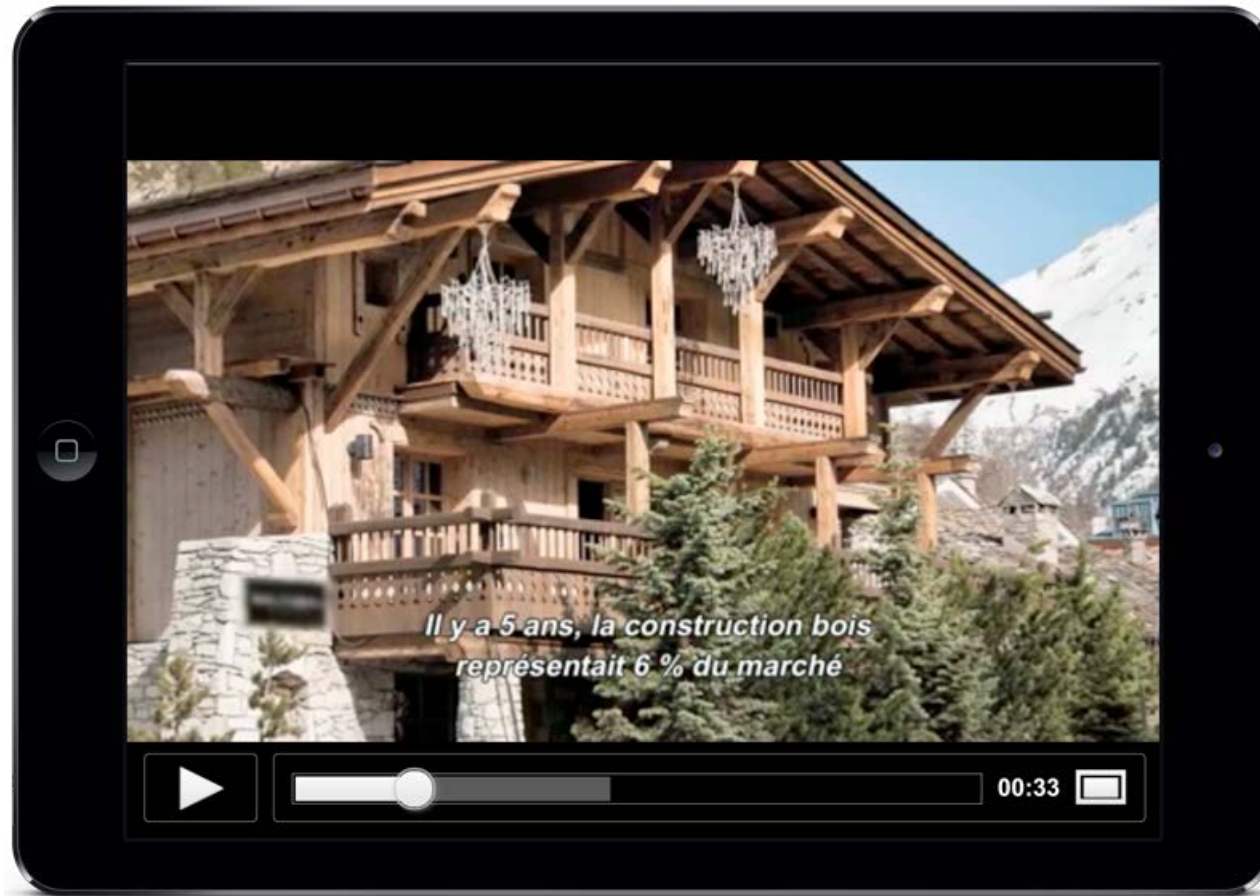 Il y a 5 ans, la construction bois
représentait 6 % du marché
00:33